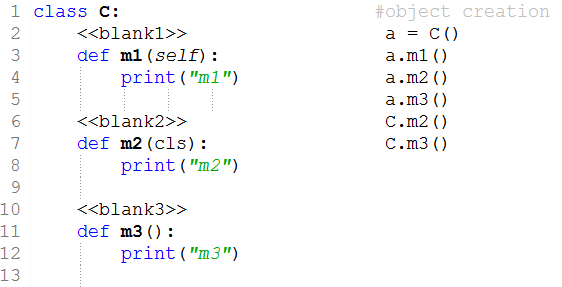 1 class C:
2 <<blank1>>
3 def m1(self):
4 print("m1")
5
6 <<blank2>>
7 def m2(cls):
8 print("m2")
9
10 <<blank3>>
11 def m3():
12 print("m3")
13
#object creation
a = C()
a.m1()
a.m2()
a.m3()
C.m2()
C.m3()